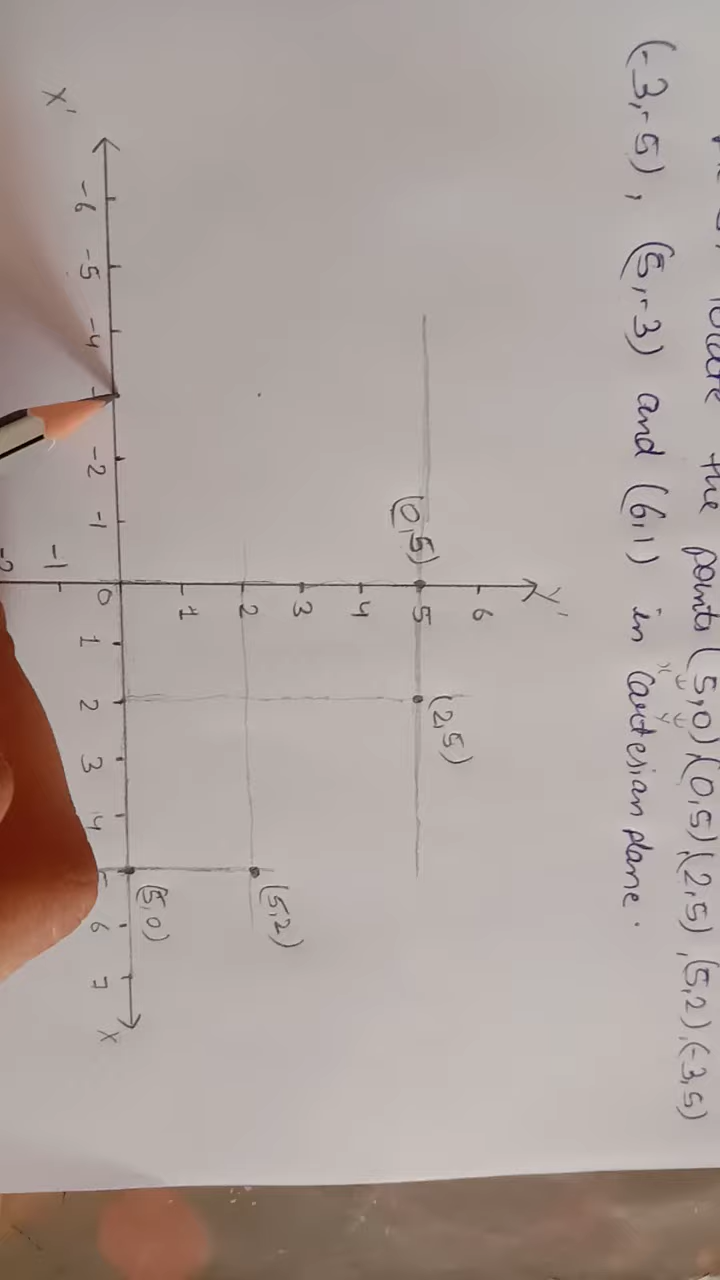 the points (5,0),(0,5),(2,5),(5,2),(-3,5)
x y
(-3,-5), (5,-3) and (6,1) in Cartesian plane.
Y'
6
(0,5) 5 (2,5)
4
3
2 (5,2)
1
X' -6 -5 -4 -2 -1 0 1 2 3 4 (5,0) 6 7 X
-1
-2